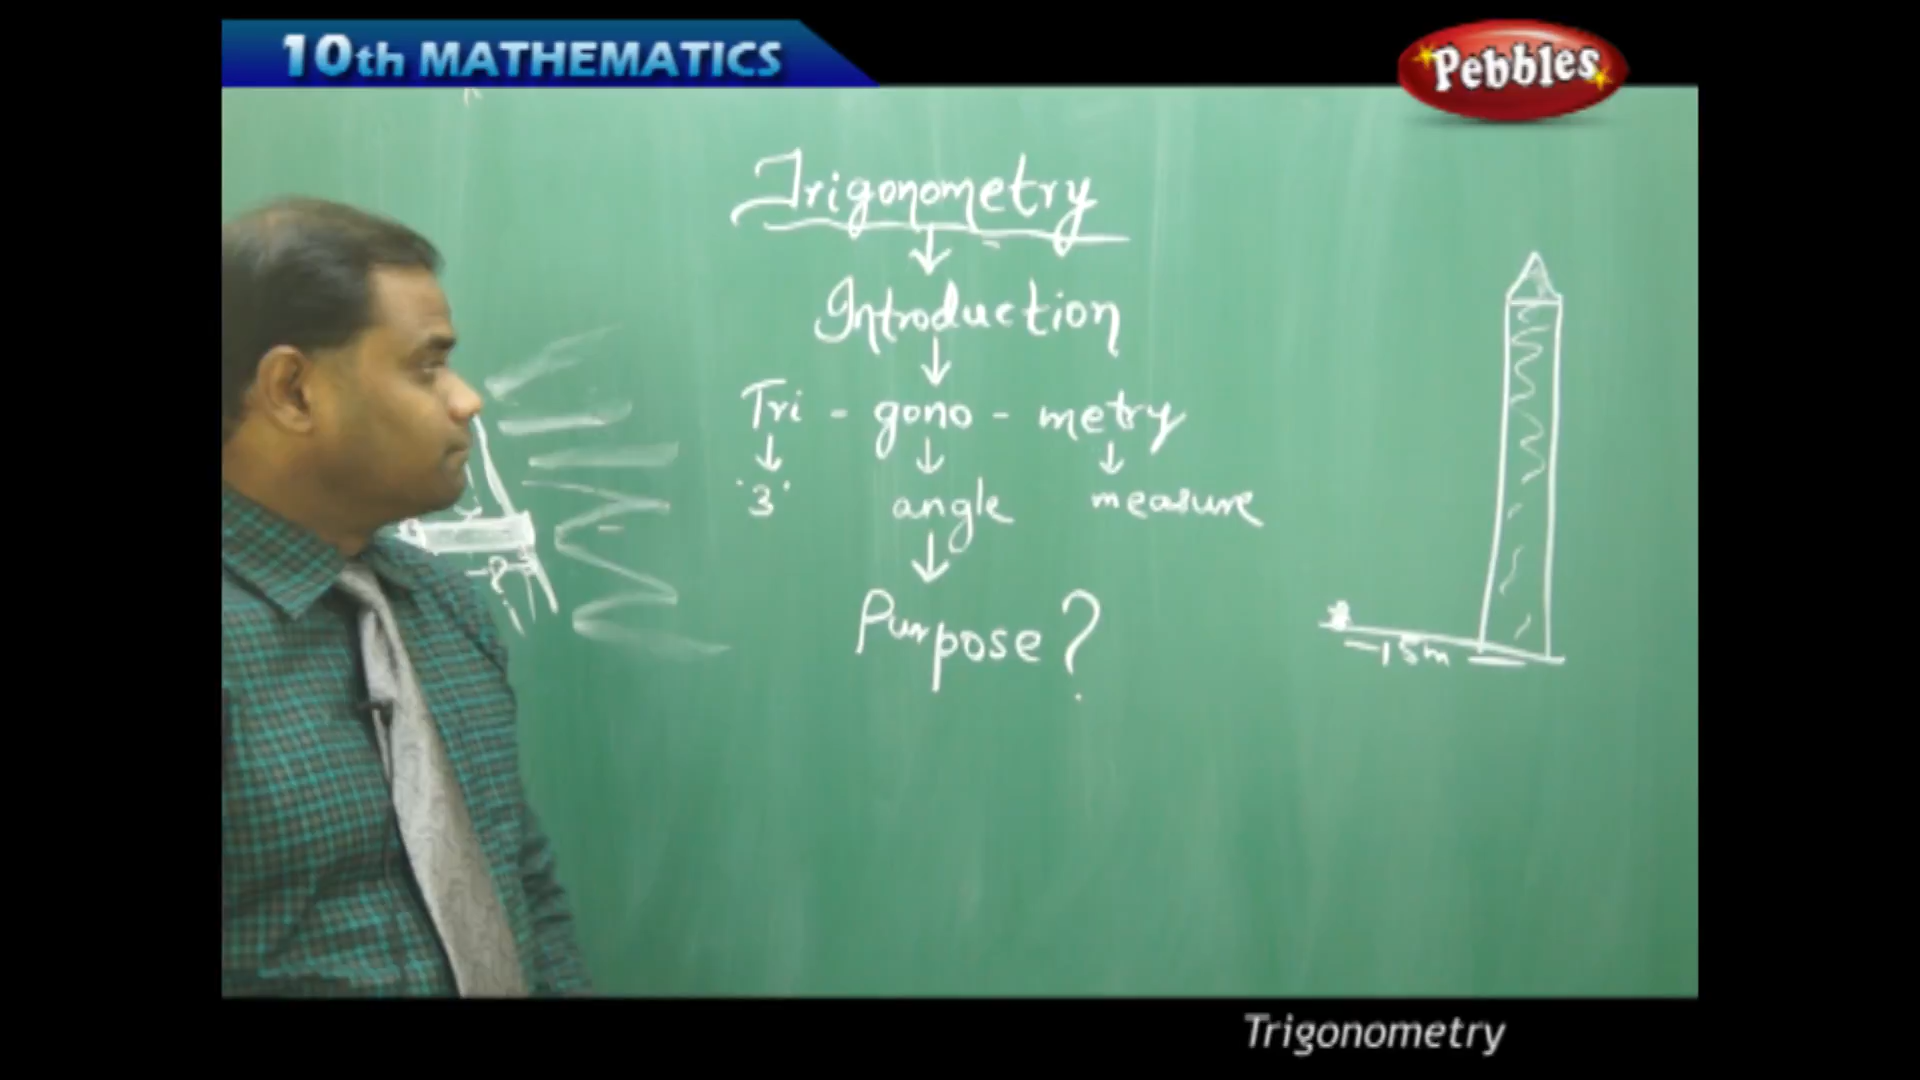 10th MATHEMATICS
Pebbles
Trigonometry
Introduction
Tri - gono - metry
'3' angle measure
Purpose?
-?-
-15m-
Trigonometry